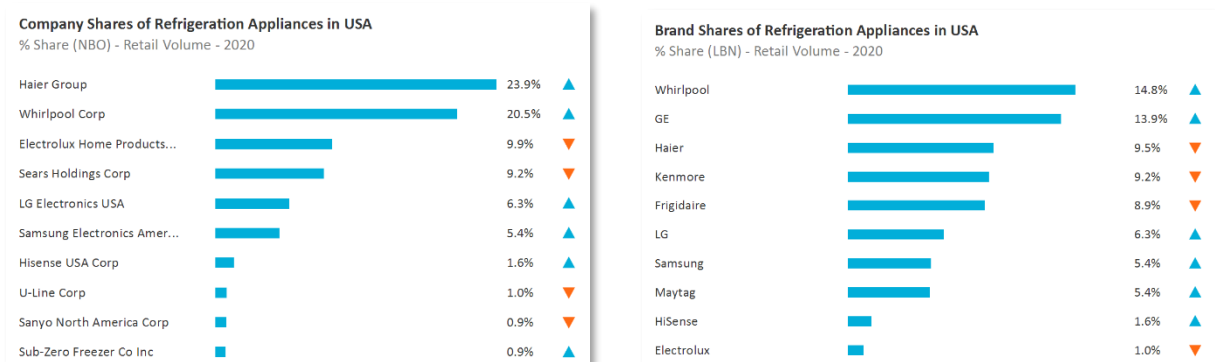 Company Shares of Refrigeration Appliances in USA
% Share (NBO) - Retail Volume - 2020
Haier Group 23.9% ▲
Whirlpool Corp 20.5% ▲
Electrolux Home Products... 9.9% ▼
Sears Holdings Corp 9.2% ▼
LG Electronics USA 6.3% ▲
Samsung Electronics Amer... 5.4% ▲
Hisense USA Corp 1.6% ▲
U-Line Corp 1.0% ▼
Sanyo North America Corp 0.9% ▼
Sub-Zero Freezer Co Inc 0.9% ▲
Brand Shares of Refrigeration Appliances in USA
% Share (LBN) - Retail Volume - 2020
Whirlpool 14.8% ▲
GE 13.9% ▲
Haier 9.5% ▼
Kenmore 9.2% ▼
Frigidaire 8.9% ▼
LG 6.3% ▲
Samsung 5.4% ▲
Maytag 5.4% ▲
HiSense 1.6% ▲
Electrolux 1.0% ▼